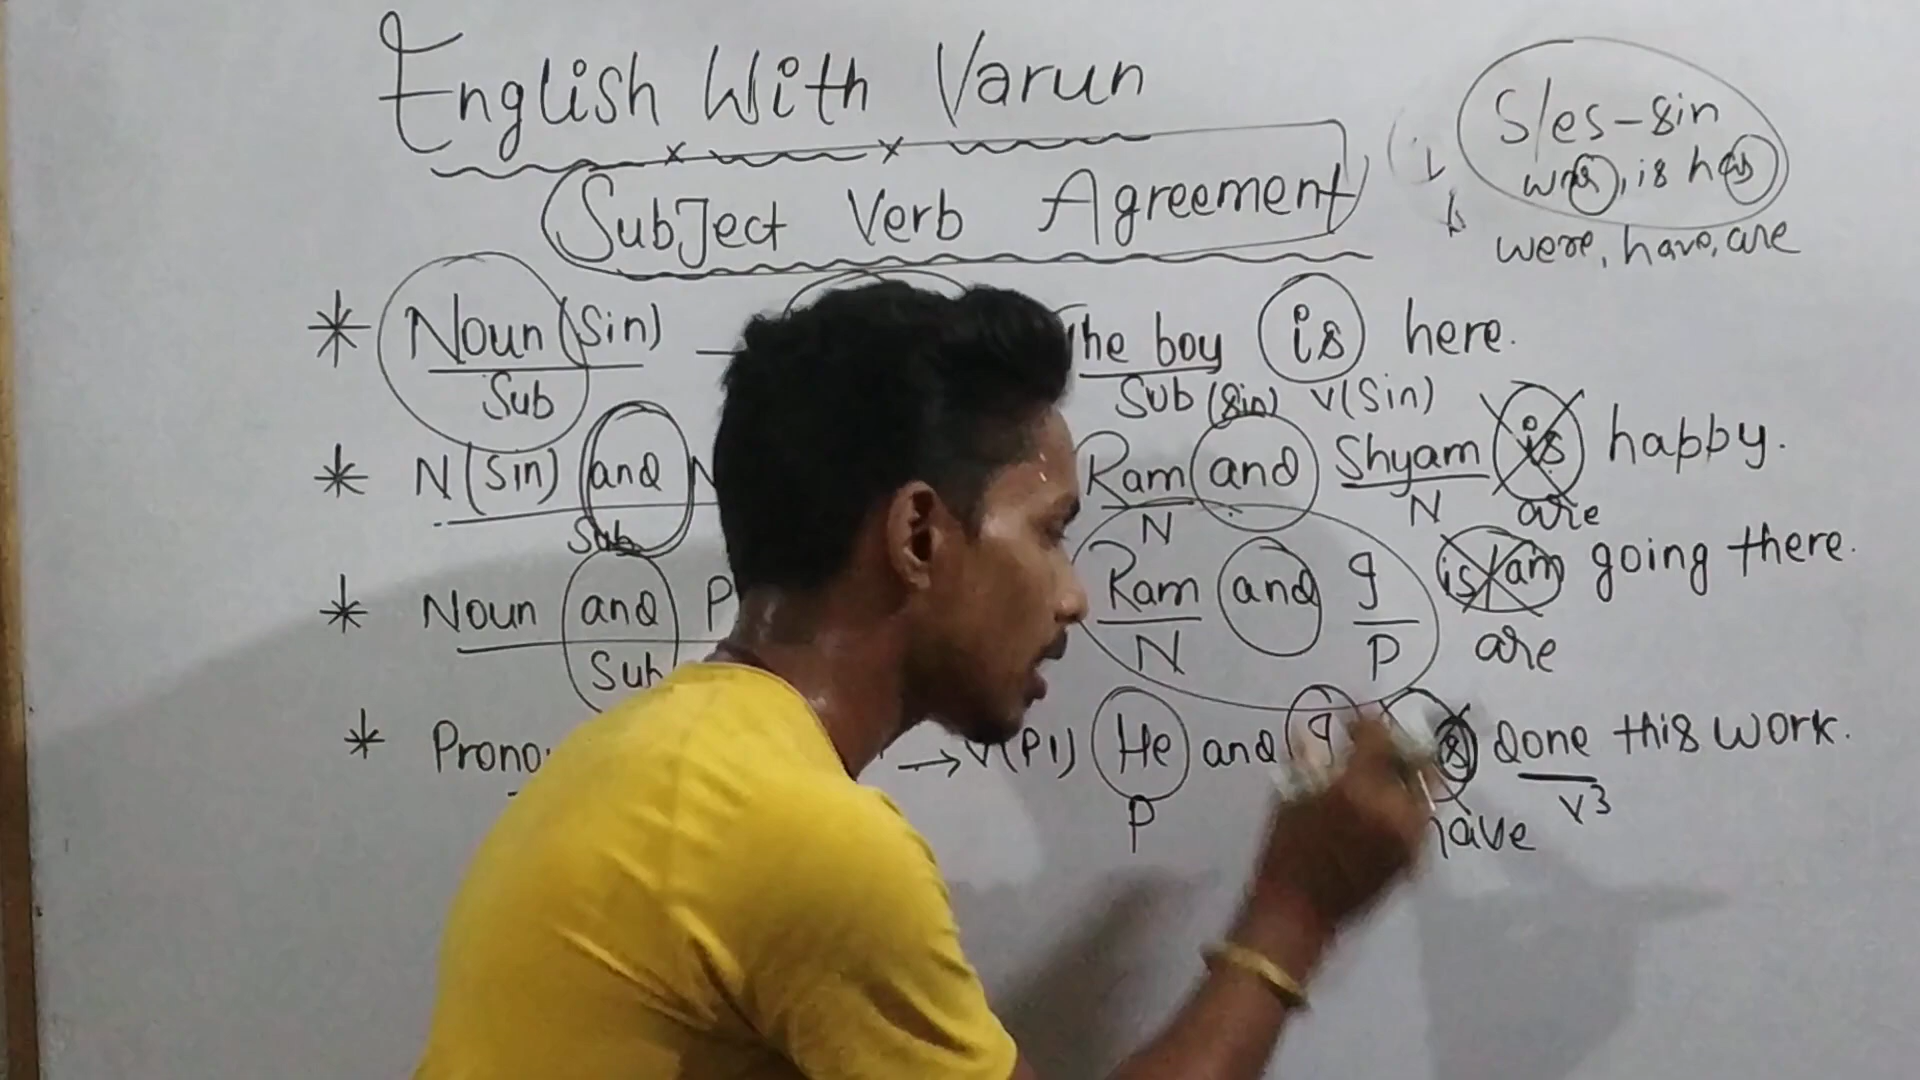 English With Varun
SubJect Verb Agreement
S/es-sin
was, is has
were, have, are
* Noun (Sin) → The boy is here.
Sub Sub (Sin) V(Sin)
* N(Sin) and N Ram and Shyam is happy.
Sub N N are
* Noun and P Ram and I is/am going there.
Sub N P are
* Prono → V(Pl) He and I done this work.
P have V3